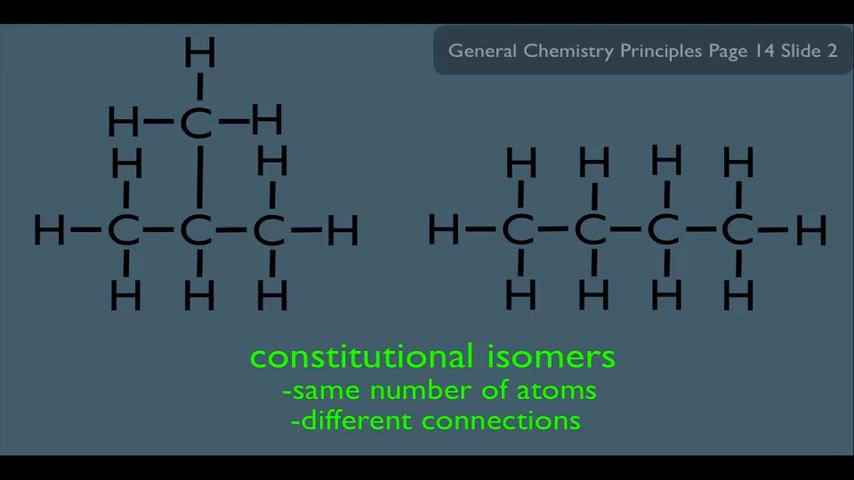 General Chemistry Principles Page 14 Slide 2
H
H C H
H H H H H H
H C C C H H C C C C H
H H H H H H H
constitutional isomers
-same number of atoms
-different connections